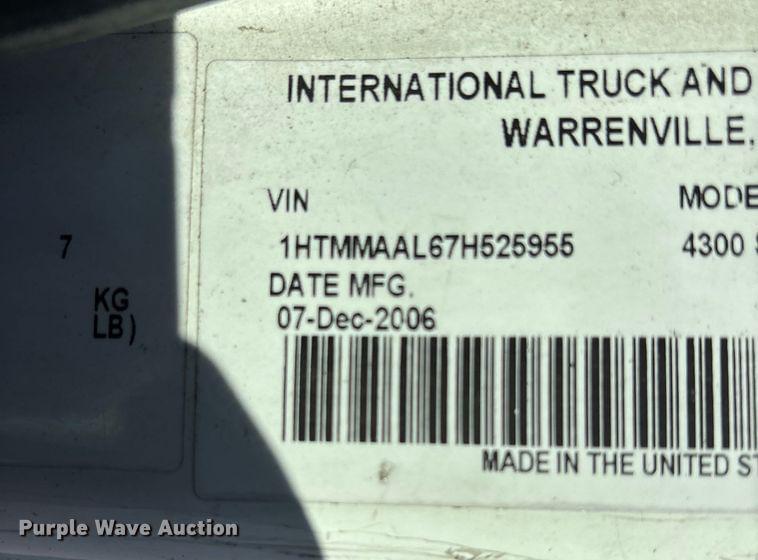 INTERNATIONAL TRUCK AND
WARRENVILLE,
VIN
MODE
1HTMMAAL67H525955
4300
DATE MFG.
07-Dec-2006
7
KG
LB)
MADE IN THE UNITED ST
Purple Wave Auction